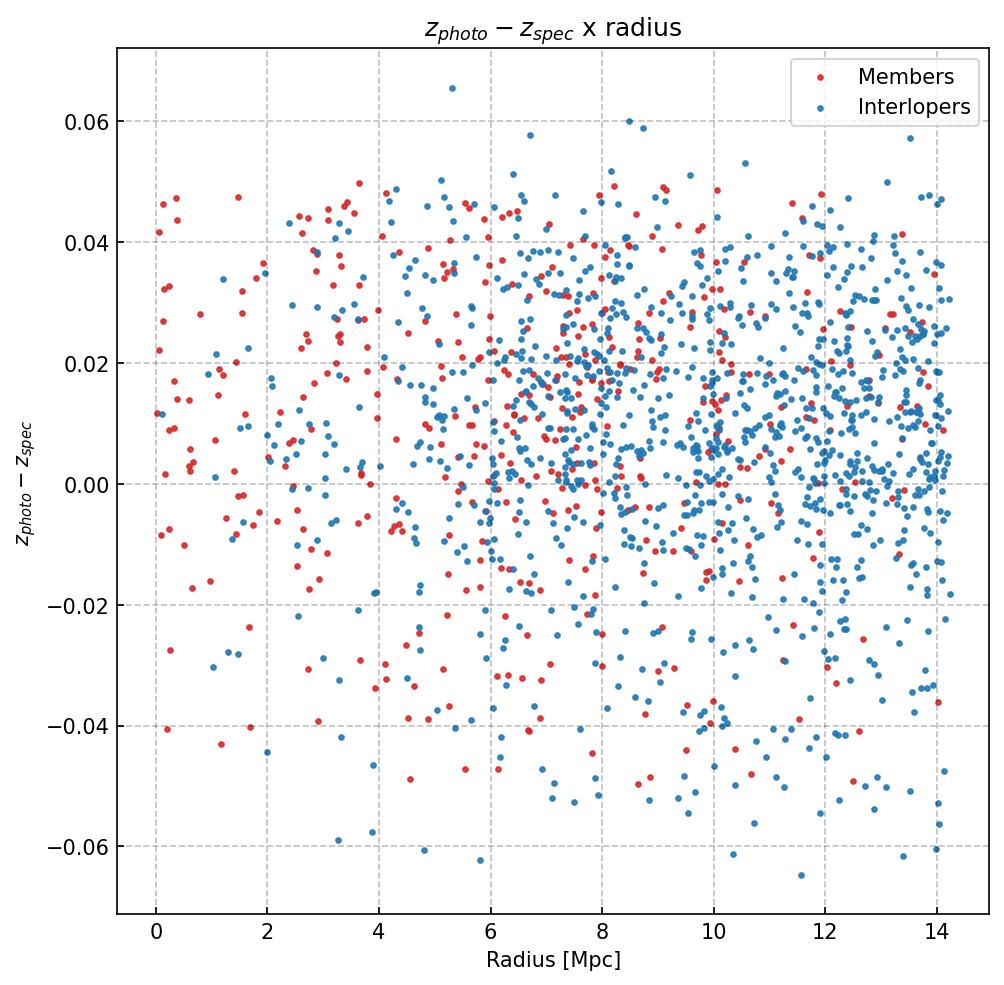 z_photo − z_spec x radius
Members
Interlopers
0.06
0.04
0.02
0.00
−0.02
−0.04
−0.06
z_photo − z_spec
0 2 4 6 8 10 12 14
Radius [Mpc]